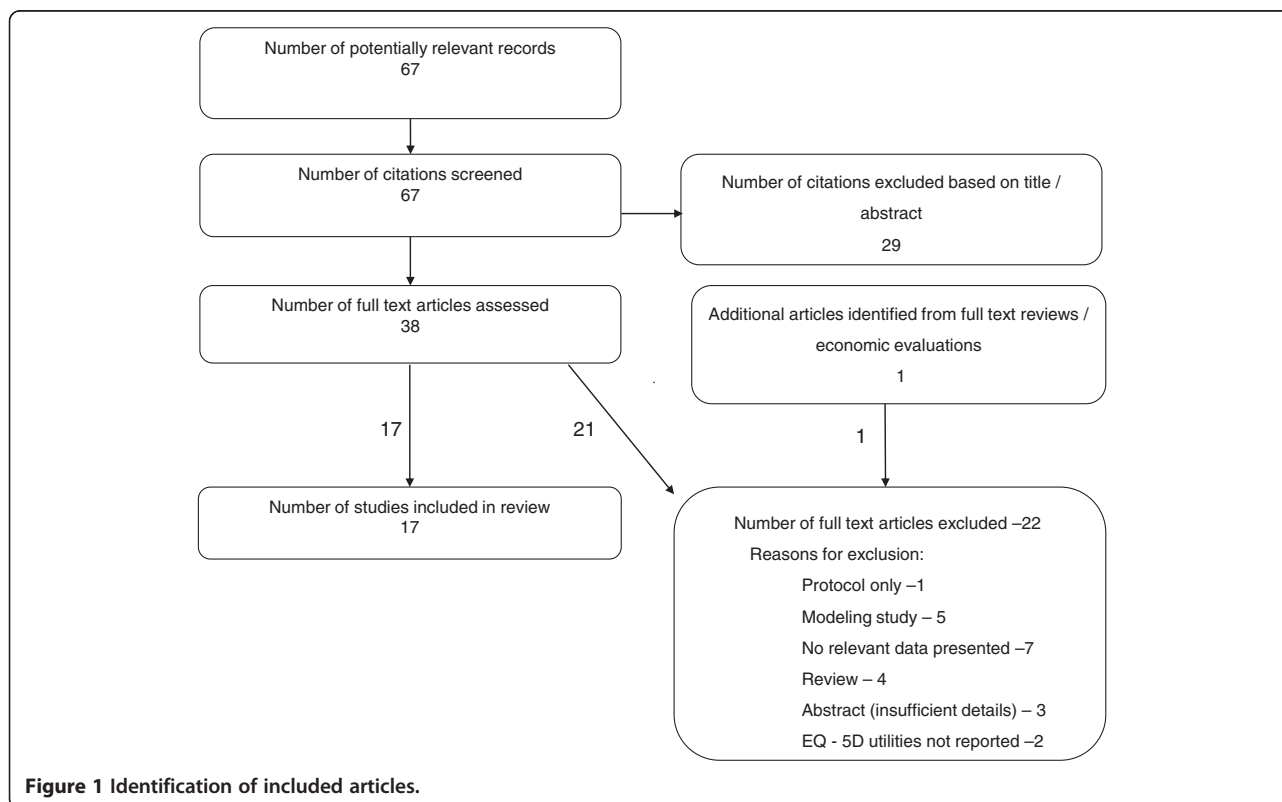 Number of potentially relevant records
67
Number of citations screened
67
Number of citations excluded based on title /
abstract
29
Number of full text articles assessed
38
Additional articles identified from full text reviews /
economic evaluations
1
17
21
1
Number of studies included in review
17
Number of full text articles excluded –22
Reasons for exclusion:
Protocol only –1
Modeling study – 5
No relevant data presented –7
Review – 4
Abstract (insufficient details) – 3
EQ - 5D utilities not reported –2
Figure 1 Identification of included articles.